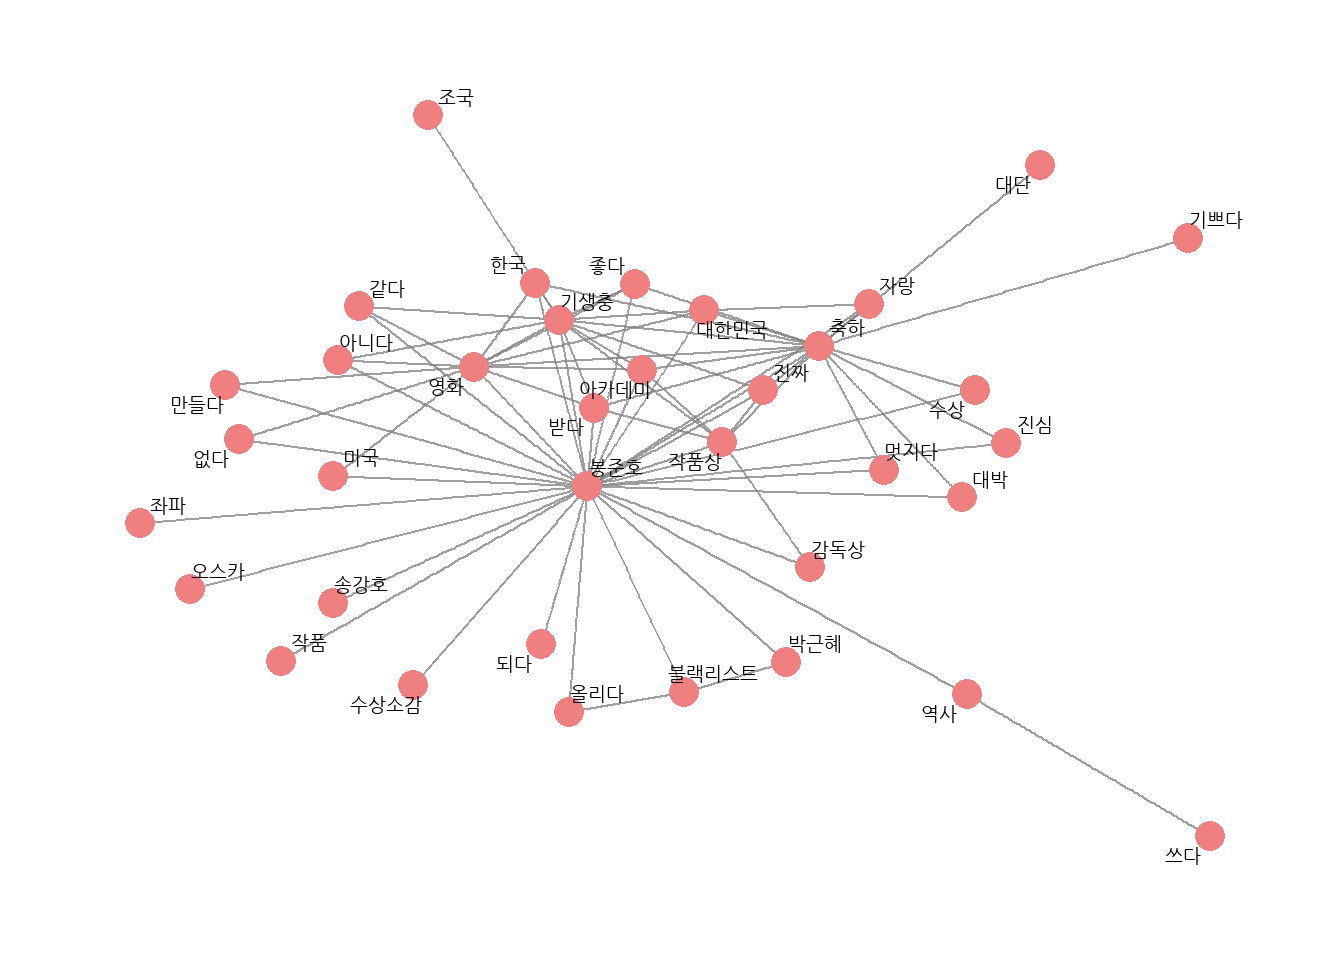 조국
대단
기쁘다
한국
좋다
같다
자랑
기생충
대한민국
축하
아니다
영화
진짜
아카데미
만들다
수상
받다
진심
없다
미국
봉준호
작품상
멋지다
대박
좌파
감독상
오스카
송강호
작품
되다
박근혜
블랙리스트
수상소감
올리다
역사
쓰다